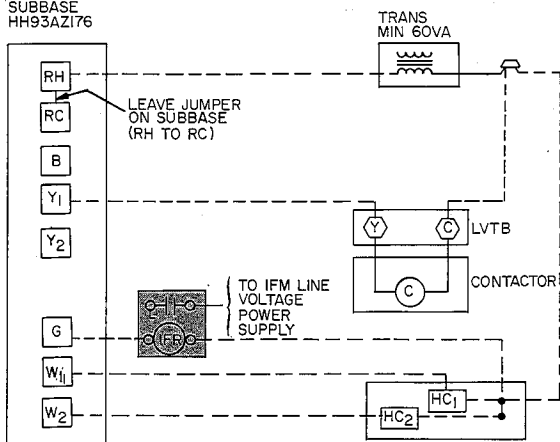 SUBBASE
HH93AZ176
TRANS
MIN 60VA
RH
LEAVE JUMPER
ON SUBBASE
(RH TO RC)
RC
B
Y1
Y2
Y
C
LVTB
C
CONTACTOR
TO IFM LINE
VOLTAGE
POWER
SUPPLY
G
IFR
W1
HC1
W2
HC2